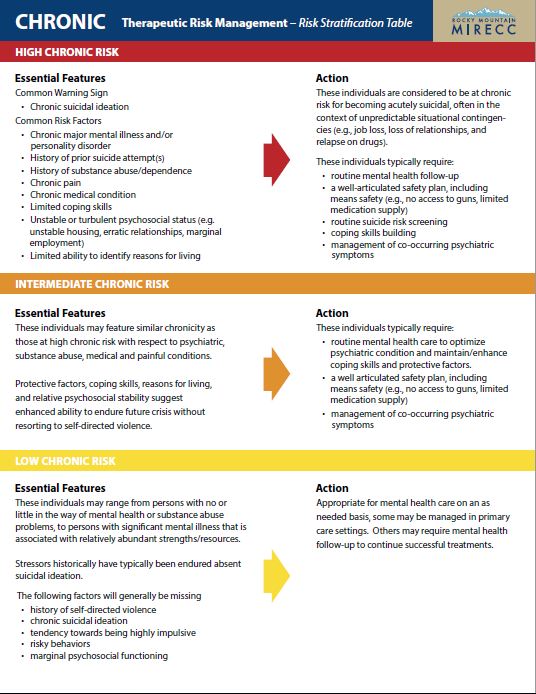 CHRONIC Therapeutic Risk Management – Risk Stratification Table
ROCKY MOUNTAIN
MIRECC
HIGH CHRONIC RISK
Essential Features
Common Warning Sign
• Chronic suicidal ideation
Common Risk Factors
• Chronic major mental illness and/or
personality disorder
• History of prior suicide attempt(s)
• History of substance abuse/dependence
• Chronic pain
• Chronic medical condition
• Limited coping skills
• Unstable or turbulent psychosocial status (e.g.
unstable housing, erratic relationships, marginal
employment)
• Limited ability to identify reasons for living
Action
These individuals are considered to be at chronic
risk for becoming acutely suicidal, often in the
context of unpredictable situational contingen-
cies (e.g., job loss, loss of relationships, and
relapse on drugs).
These individuals typically require:
• routine mental health follow-up
• a well-articulated safety plan, including
means safety (e.g., no access to guns, limited
medication supply)
• routine suicide risk screening
• coping skills building
• management of co-occurring psychiatric
symptoms
INTERMEDIATE CHRONIC RISK
Essential Features
These individuals may feature similar chronicity as
those at high chronic risk with respect to psychiatric,
substance abuse, medical and painful conditions.
Protective factors, coping skills, reasons for living,
and relative psychosocial stability suggest
enhanced ability to endure future crisis without
resorting to self-directed violence.
Action
These individuals typically require:
• routine mental health care to optimize
psychiatric condition and maintain/enhance
coping skills and protective factors.
• a well articulated safety plan, including
means safety (e.g., no access to guns, limited
medication supply)
• management of co-occurring psychiatric
symptoms
LOW CHRONIC RISK
Essential Features
These individuals may range from persons with no or
little in the way of mental health or substance abuse
problems, to persons with significant mental illness that is
associated with relatively abundant strengths/resources.
Stressors historically have typically been endured absent
suicidal ideation.
The following factors will generally be missing
• history of self-directed violence
• chronic suicidal ideation
• tendency towards being highly impulsive
• risky behaviors
• marginal psychosocial functioning
Action
Appropriate for mental health care on an as
needed basis, some may be managed in primary
care settings. Others may require mental health
follow-up to continue successful treatments.